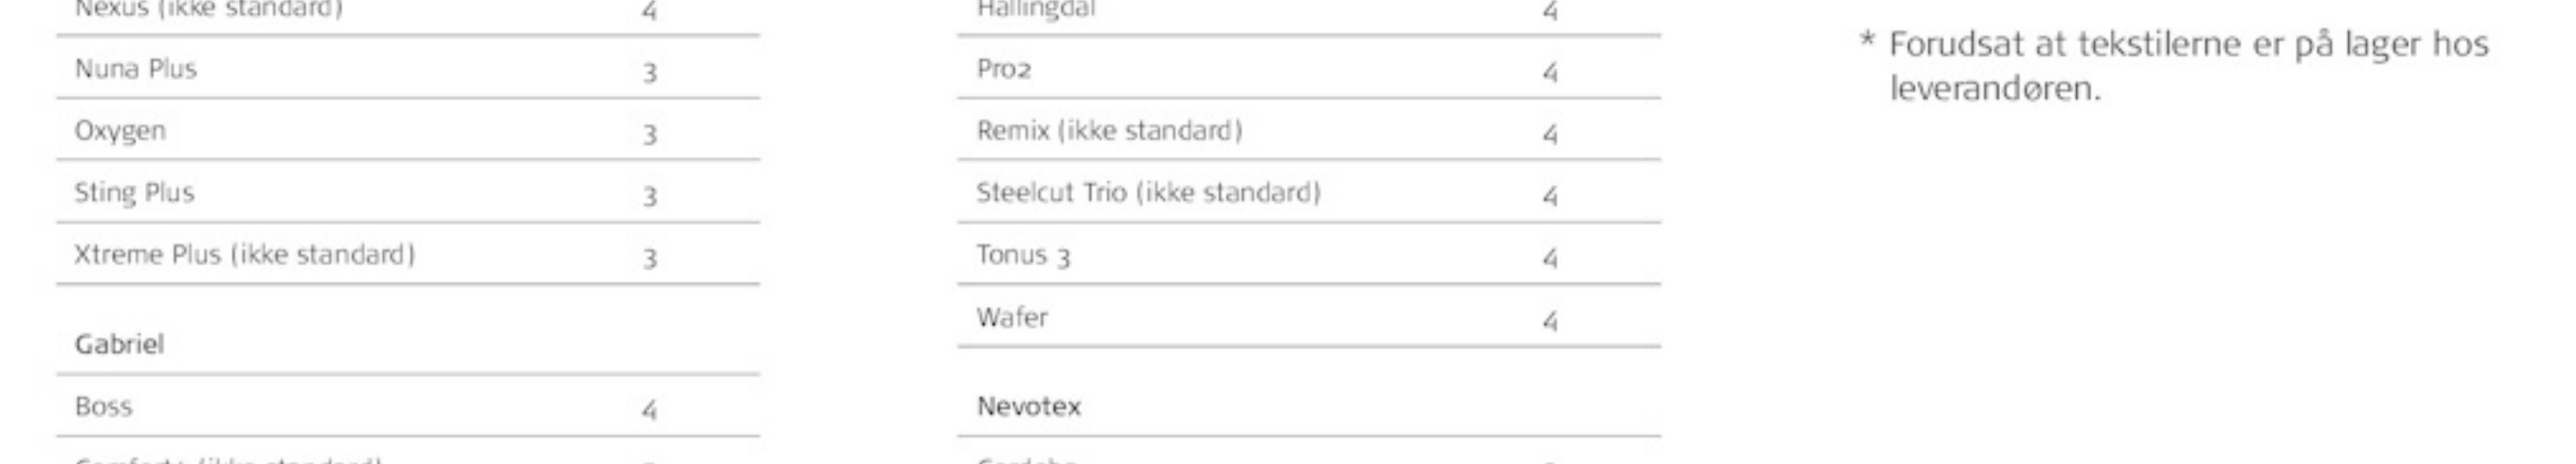 Nexus (ikke standard) 4
Nuna Plus 3
Oxygen 3
Sting Plus 3
Xtreme Plus (ikke standard) 3
Gabriel
Boss 4
(ikke standard)
Hallingdal 4
Pro2 4
Remix (ikke standard) 4
Steelcut Trio (ikke standard) 4
Tonus 3 4
Wafer 4
Nevotex
* Forudsat at tekstilerne er på lager hos
leverandøren.